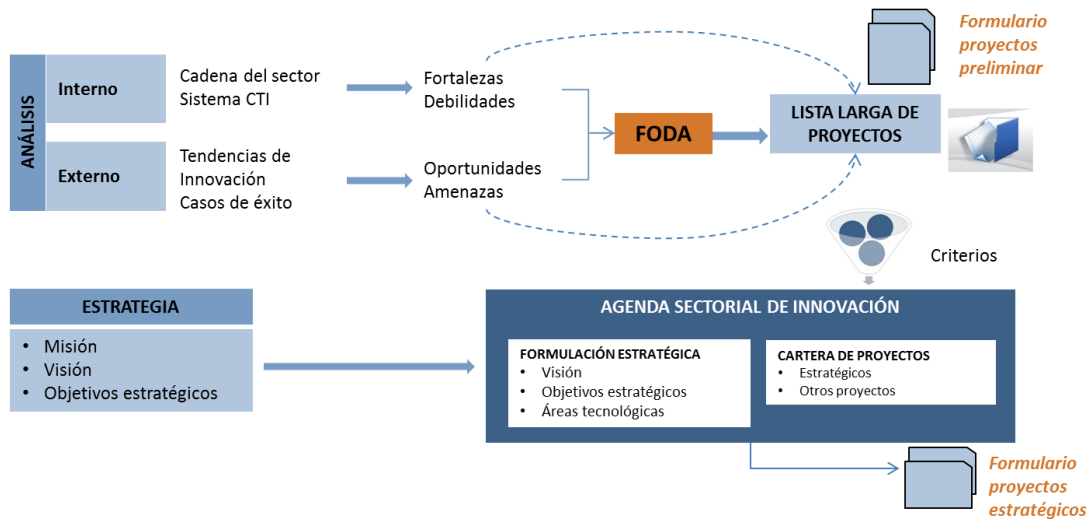 ANÁLISIS
Interno
Cadena del sector
Sistema CTI
Fortalezas
Debilidades
Externo
Tendencias de
Innovación
Casos de éxito
Oportunidades
Amenazas
FODA
LISTA LARGA DE
PROYECTOS
Formulario
proyectos
preliminar
Criterios
ESTRATEGIA
• Misión
• Visión
• Objetivos estratégicos
AGENDA SECTORIAL DE INNOVACIÓN
FORMULACIÓN ESTRATÉGICA
• Visión
• Objetivos estratégicos
• Áreas tecnológicas
CARTERA DE PROYECTOS
• Estratégicos
• Otros proyectos
Formulario
proyectos
estratégicos